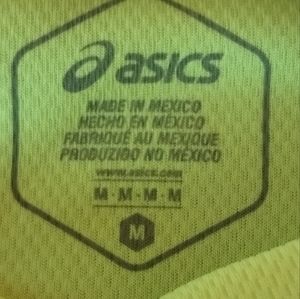 asics
MADE IN MEXICO
HECHO EN MÉXICO
FABRIQUÉ AU MEXIQUE
PRODUZIDO NO MÉXICO
www.asics.com
M · M · M · M
M